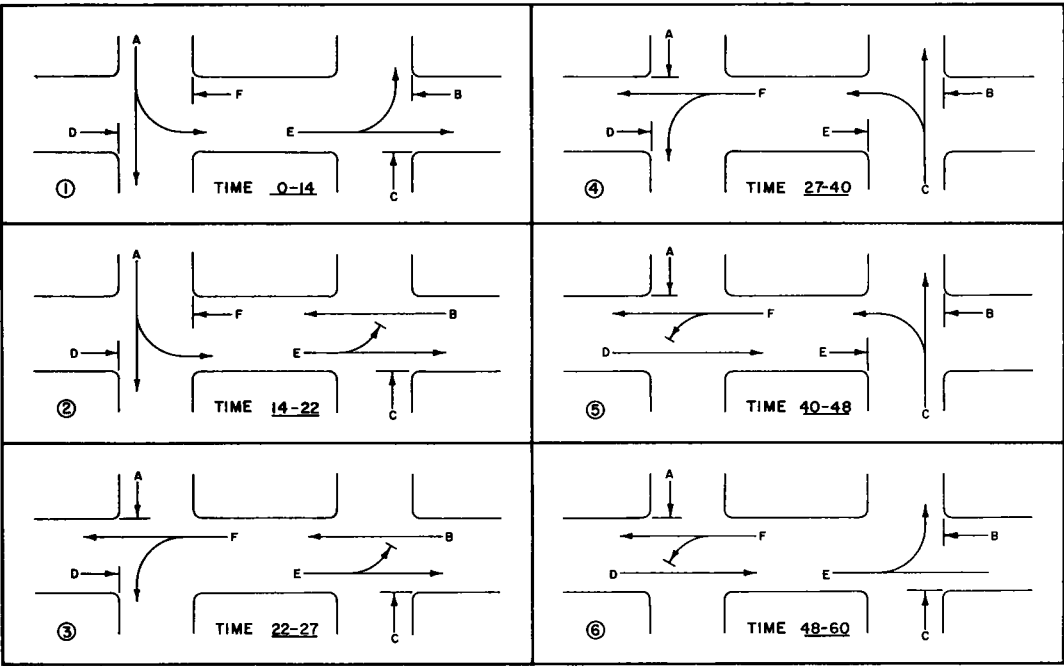 A
F
B
D
E
C
① TIME 0-14
A
F
B
D
E
C
② TIME 14-22
A
F
B
D
E
C
③ TIME 22-27
A
F
B
D
E
C
④ TIME 27-40
A
F
B
D
E
C
⑤ TIME 40-48
A
F
B
D
E
C
⑥ TIME 48-60